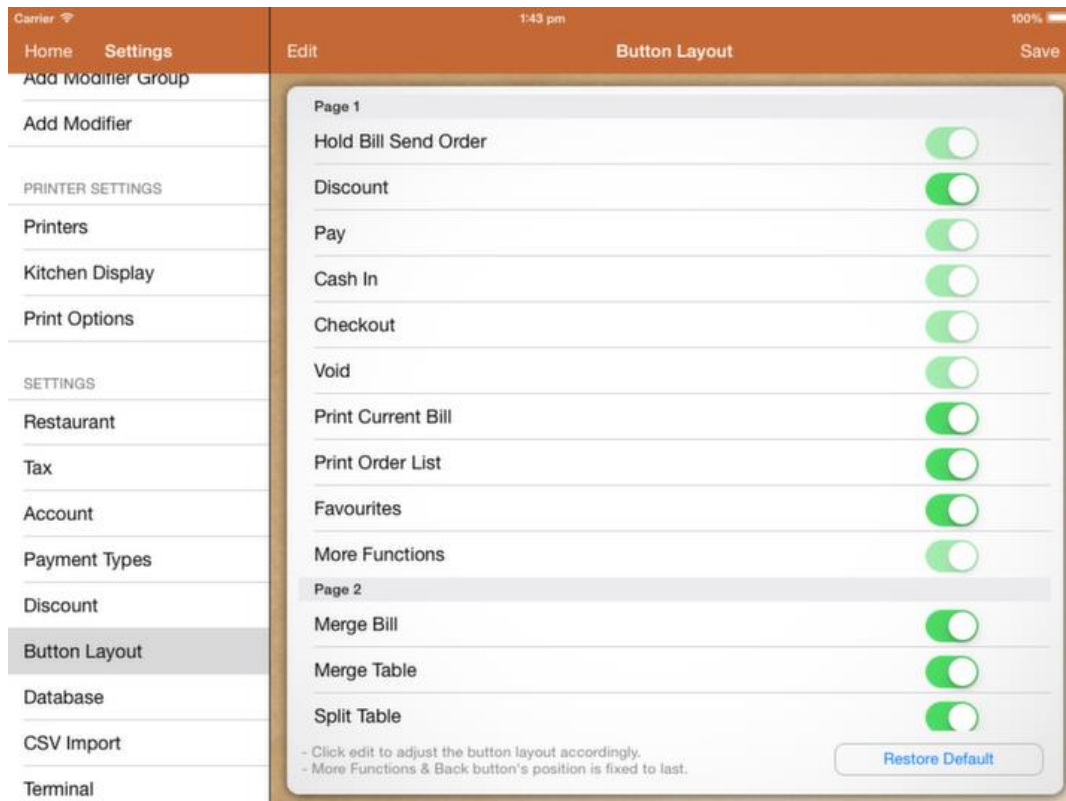 Carrier 1:43 pm 100%
Home Settings Edit Button Layout Save
Add Modifier Group
Add Modifier
PRINTER SETTINGS
Printers
Kitchen Display
Print Options
SETTINGS
Restaurant
Tax
Account
Payment Types
Discount
Button Layout
Database
CSV Import
Terminal
Page 1
Hold Bill Send Order
Discount
Pay
Cash In
Checkout
Void
Print Current Bill
Print Order List
Favourites
More Functions
Page 2
Merge Bill
Merge Table
Split Table
- Click edit to adjust the button layout accordingly.
- More Functions & Back button's position is fixed to last.
Restore Default